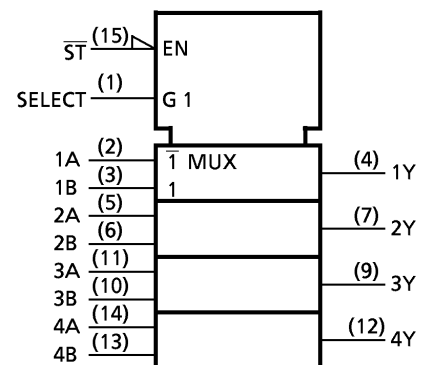 S̅T̅ (15) EN
SELECT (1) G 1
1A (2) 1̅ MUX (4) 1Y
1B (3) 1
2A (5) (7) 2Y
2B (6)
3A (11) (9) 3Y
3B (10)
4A (14) (12) 4Y
4B (13)